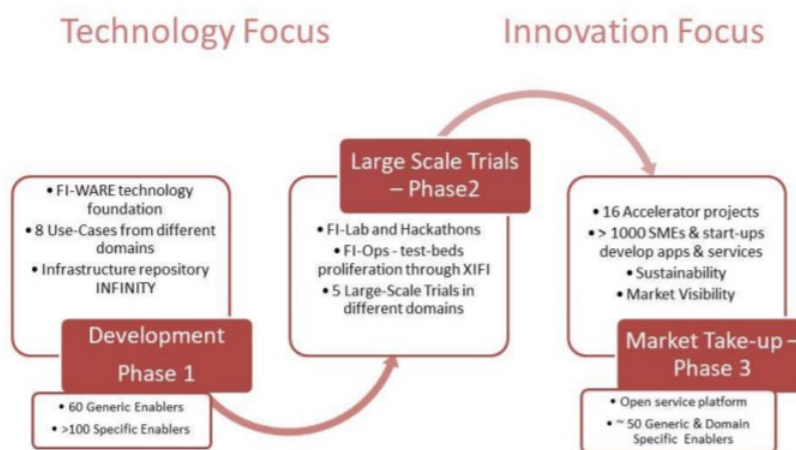 Technology Focus
Innovation Focus
• FI-WARE technology
foundation
• 8 Use-Cases from different
domains
• Infrastructure repository
INFINITY
Development
Phase 1
• 60 Generic Enablers
• >100 Specific Enablers
Large Scale Trials
– Phase2
• FI-Lab and Hackathons
• FI-Ops - test-beds
proliferation through XIFI
• 5 Large-Scale Trials in
different domains
• 16 Accelerator projects
• > 1000 SMEs & start-ups
develop apps & services
• Sustainability
• Market Visibility
Market Take-up –
Phase 3
• Open service platform
• ~ 50 Generic & Domain
Specific Enablers